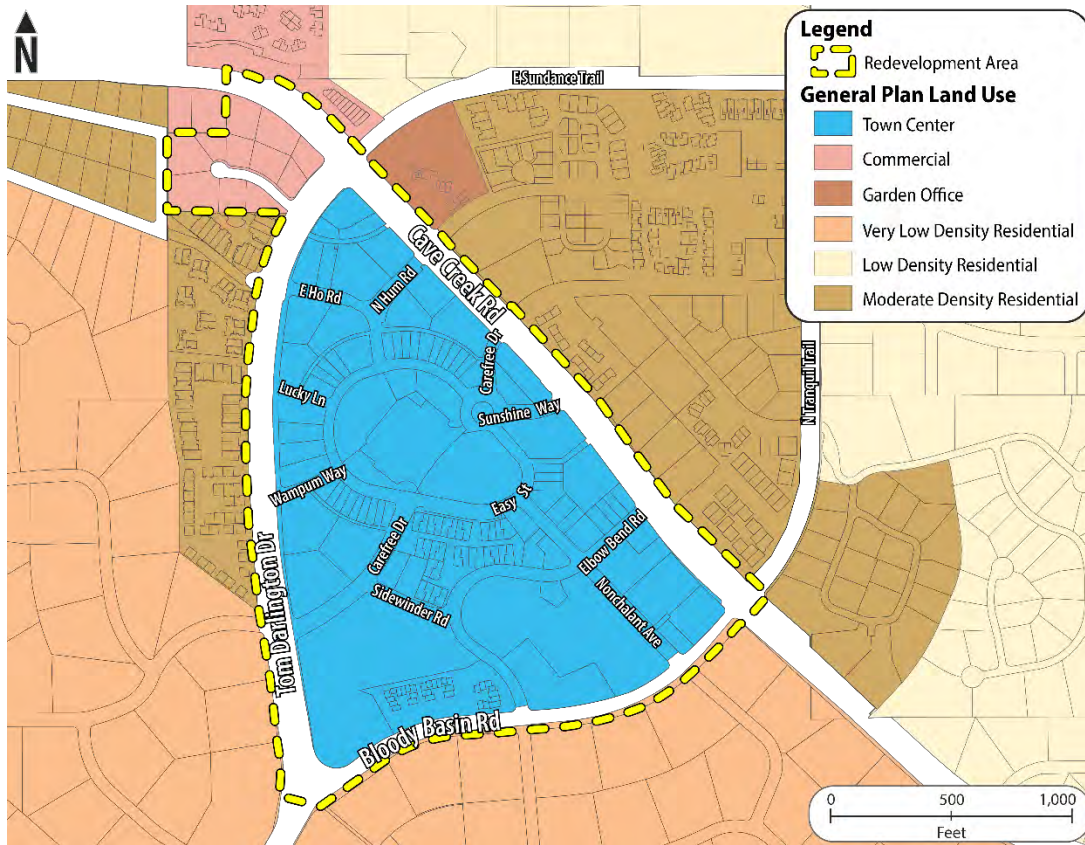 N
Legend
Redevelopment Area
General Plan Land Use
Town Center
Commercial
Garden Office
Very Low Density Residential
Low Density Residential
Moderate Density Residential
E Sundance Trail
Cave Creek Rd
N Hum Rd
E Ho Rd
Carefree Dr
Lucky Ln
Sunshine Way
N Tranquil Trail
Wampum Way
Easy St
Elbow Bend Rd
Carefree Dr
Nonchalant Ave
Sidewinder Rd
Tom Darlington Dr
Bloody Basin Rd
0 500 1,000
Feet